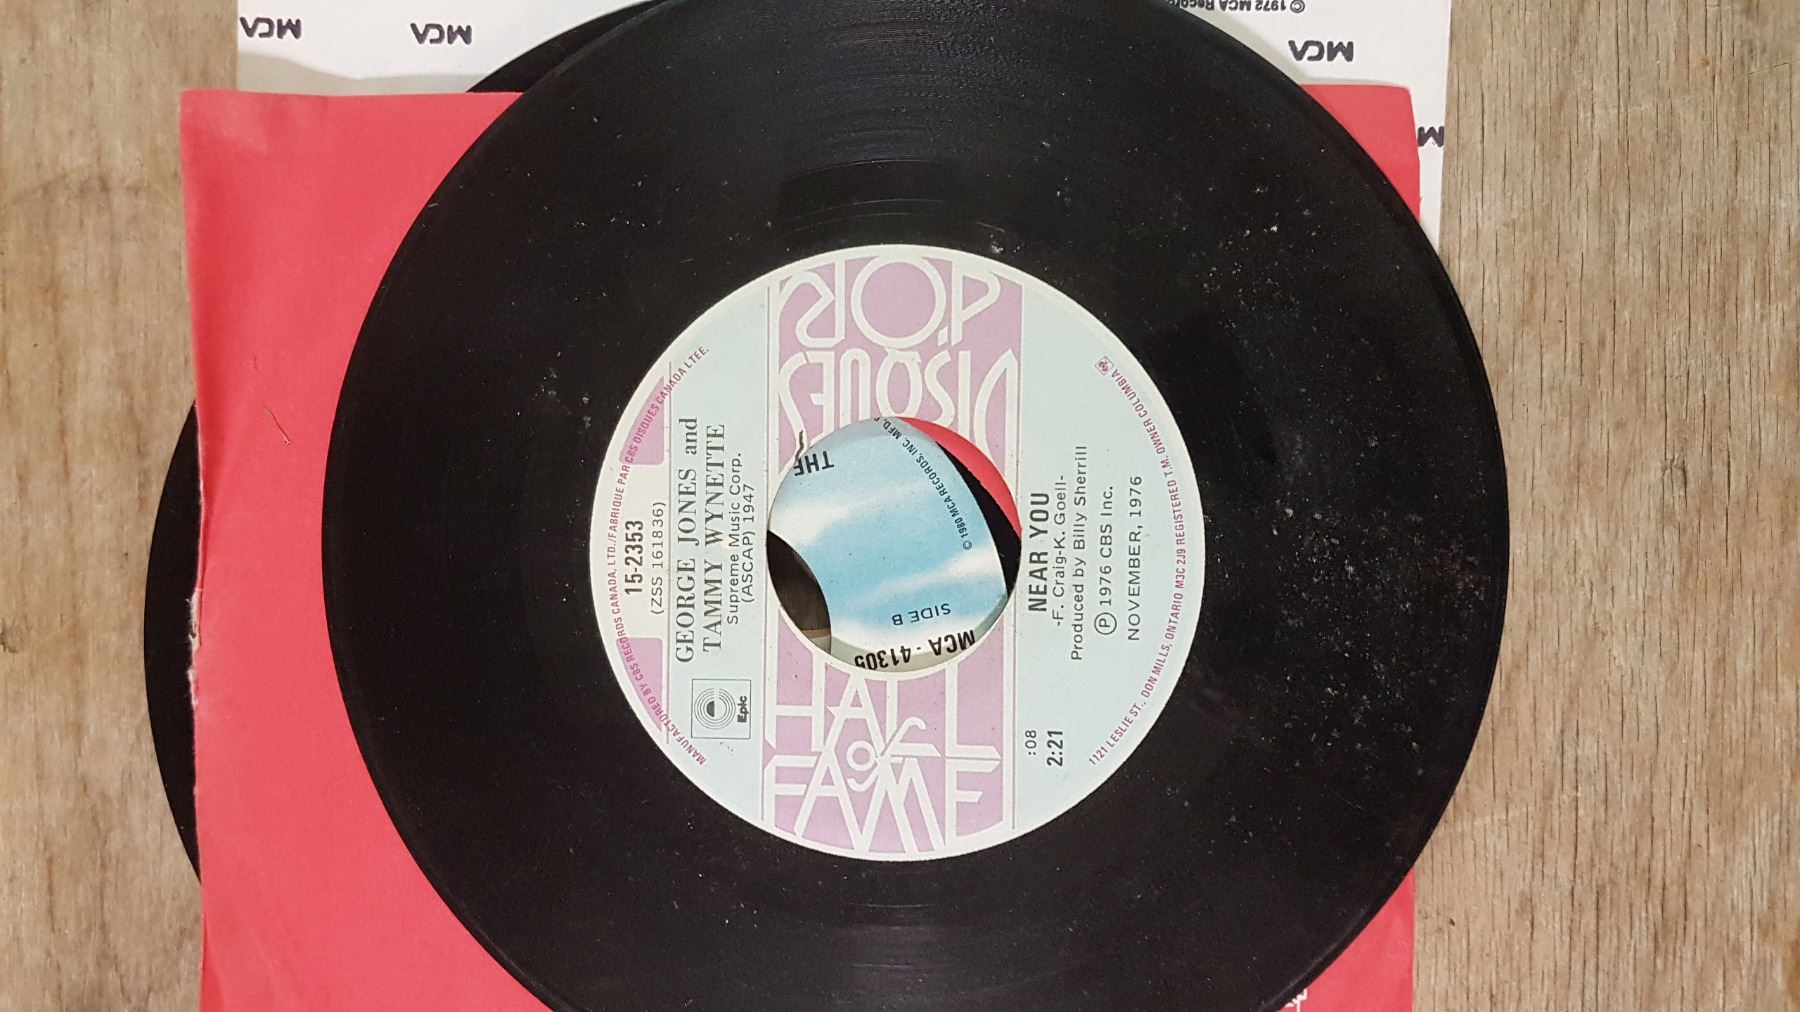 MCA
MCA
MCA
M
© 1972 MCA Records
DISQUES
D'OR
HALL
of
FAME
MANUFACTURED BY CBS RECORDS CANADA, LTD./FABRIQUE PAR CBS DISQUES CANADA LTEE.
15-2353
(ZSS 161836)
GEORGE JONES and
TAMMY WYNETTE
Supreme Music Corp.
(ASCAP) 1947
Epic
NEAR YOU
-F. Craig-K. Goell-
Produced by Billy Sherrill
Ⓟ 1976 CBS Inc.
NOVEMBER, 1976
:08
2:21
1121 LESLIE ST., DON MILLS, ONTARIO M3C 2J9 REGISTERED T.M. OWNER COLUMBIA
THE
© 1980 MCA RECORDS, INC. MFD.
SIDE B
MCA - 41305